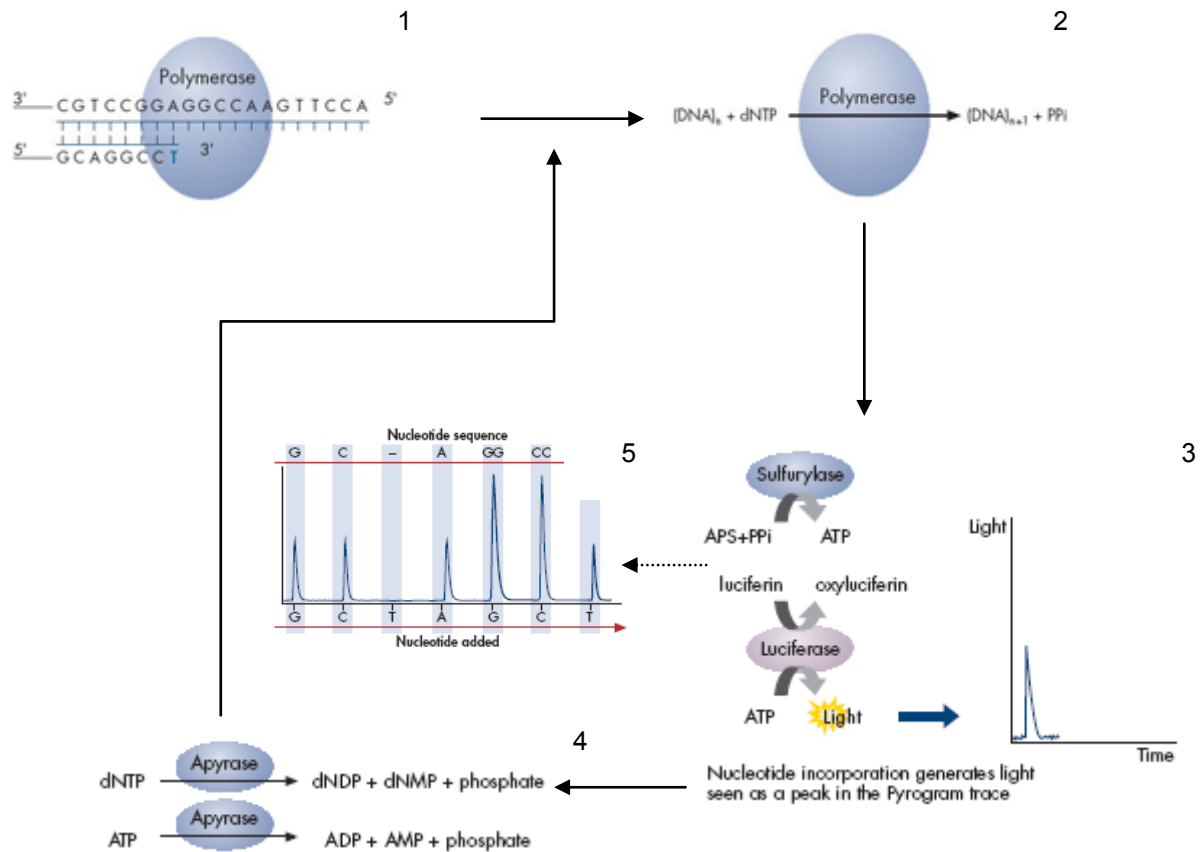 1
Polymerase
3' C G T C C G G A G G C C A A G T T C C A 5'
5' G C A G G C C T 3'
2
Polymerase
(DNA)n + dNTP (DNA)n+1 + PPi
3
Sulfurylase
APS+PPi ATP
luciferin oxyluciferin
Luciferase
ATP Light
Light
Time
Nucleotide incorporation generates light
seen as a peak in the Pyrogram trace
4
Apyrase
dNTP dNDP + dNMP + phosphate
Apyrase
ATP ADP + AMP + phosphate
5
Nucleotide sequence
G C – A GG CC
G C T A G C T
Nucleotide added